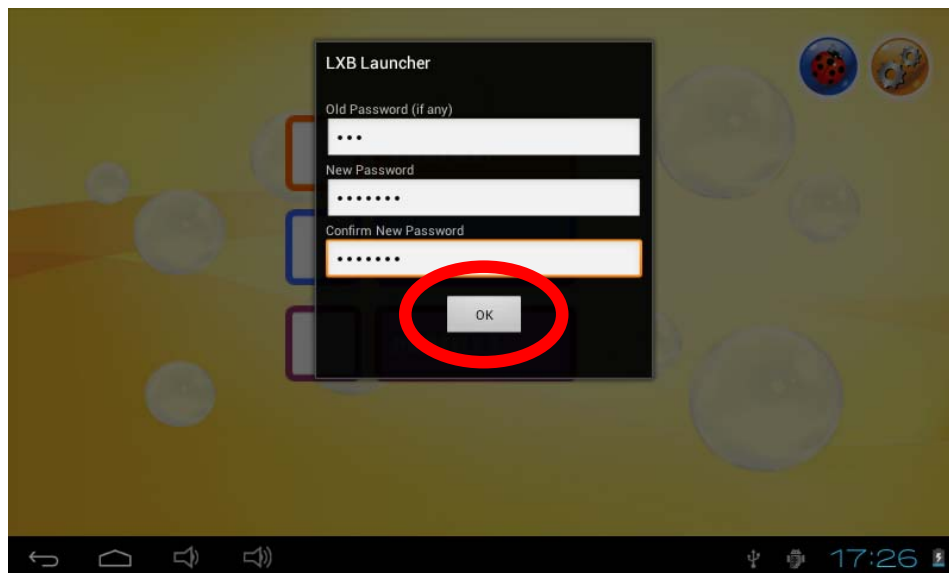 LXB Launcher
Old Password (if any)
•••
New Password
•••••••
Confirm New Password
•••••••
OK
17:26